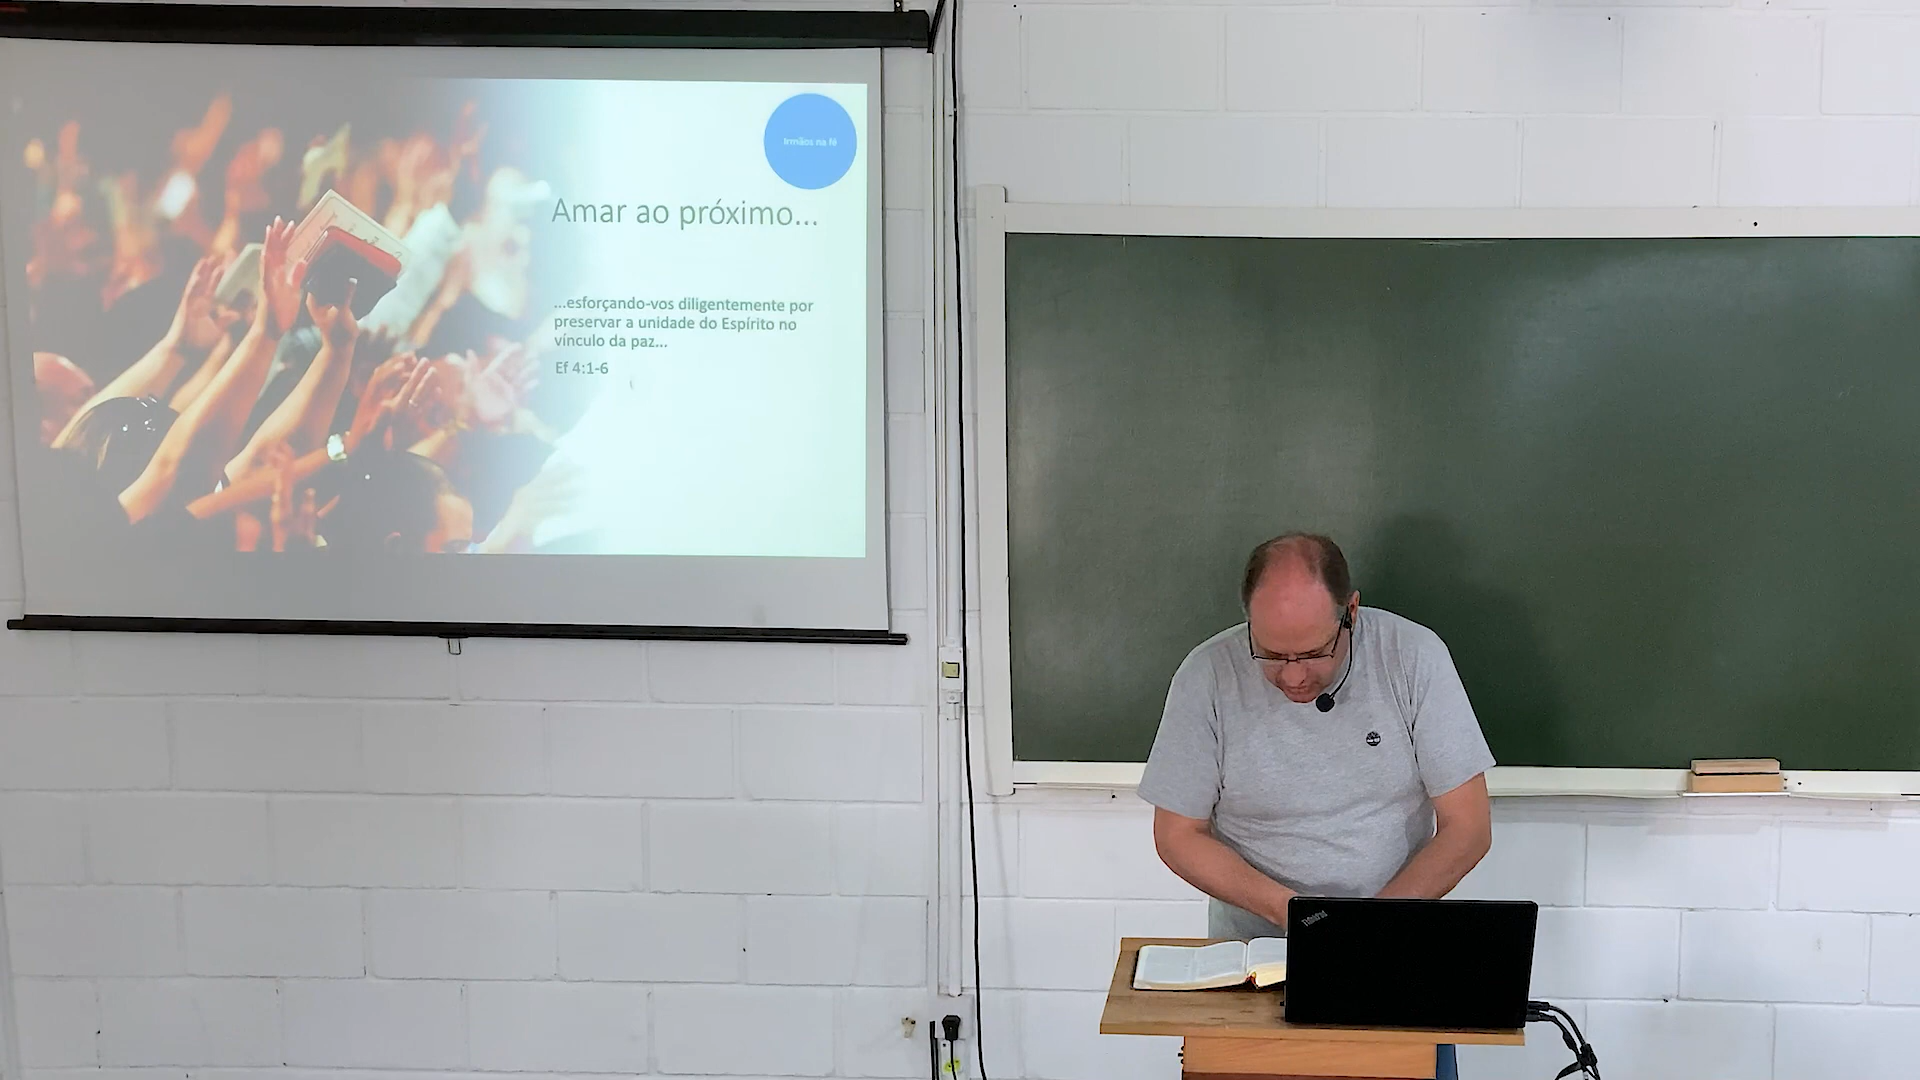 Irmãos na fé
Amar ao próximo...
...esforçando-vos diligentemente por
preservar a unidade do Espírito no
vínculo da paz...
Ef 4:1-6
ThinkPad